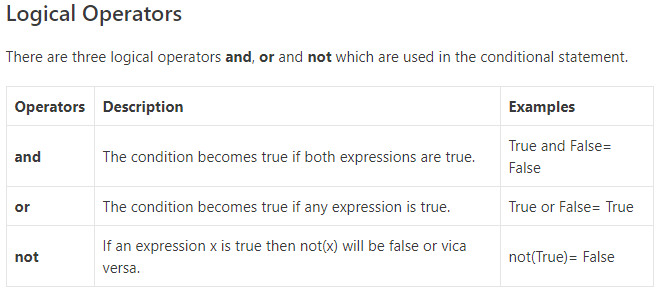 Logical Operators
There are three logical operators and, or and not which are used in the conditional statement.
Operators Description Examples
and The condition becomes true if both expressions are true. True and False=
False
or The condition becomes true if any expression is true. True or False= True
not If an expression x is true then not(x) will be false or vica
versa. not(True)= False